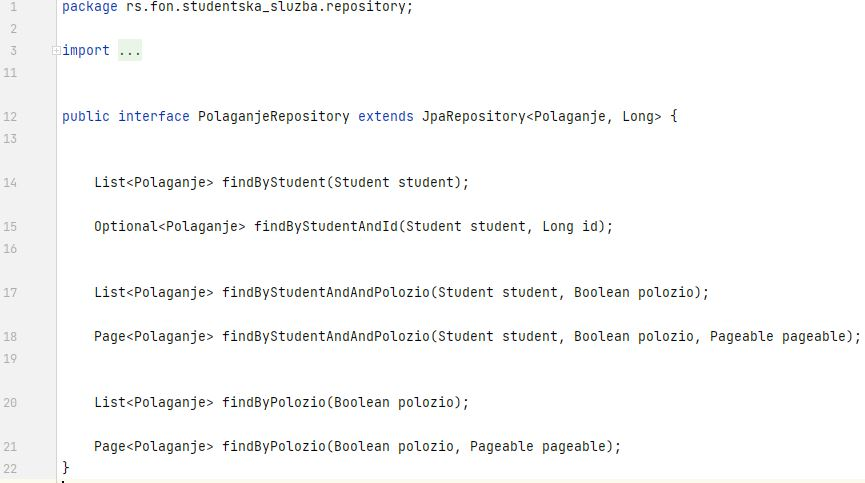 1 package rs.fon.studentska_sluzba.repository;
2
3 import ...
11
12 public interface PolaganjeRepository extends JpaRepository<Polaganje, Long> {
13
14 List<Polaganje> findByStudent(Student student);
15 Optional<Polaganje> findByStudentAndId(Student student, Long id);
16
17 List<Polaganje> findByStudentAndAndPolozio(Student student, Boolean polozio);
18 Page<Polaganje> findByStudentAndAndPolozio(Student student, Boolean polozio, Pageable pageable);
19
20 List<Polaganje> findByPolozio(Boolean polozio);
21 Page<Polaganje> findByPolozio(Boolean polozio, Pageable pageable);
22 }